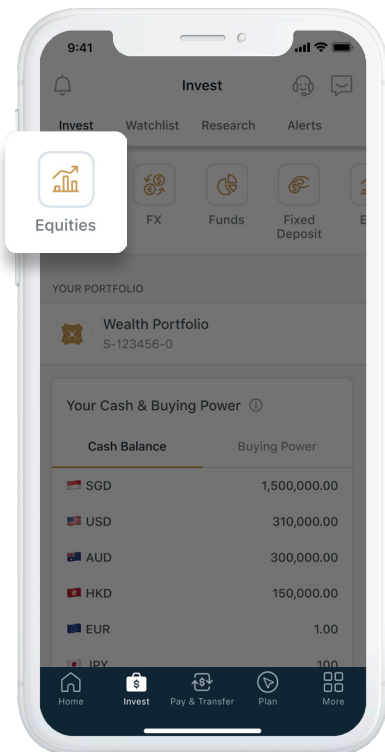 9:41
Invest
Invest Watchlist Research Alerts
Equities FX Funds Fixed Deposit
YOUR PORTFOLIO
Wealth Portfolio
S-123456-0
Your Cash & Buying Power
Cash Balance Buying Power
SGD 1,500,000.00
USD 310,000.00
AUD 300,000.00
HKD 150,000.00
EUR 1.00
JPY 100
Home Invest Pay & Transfer Plan More